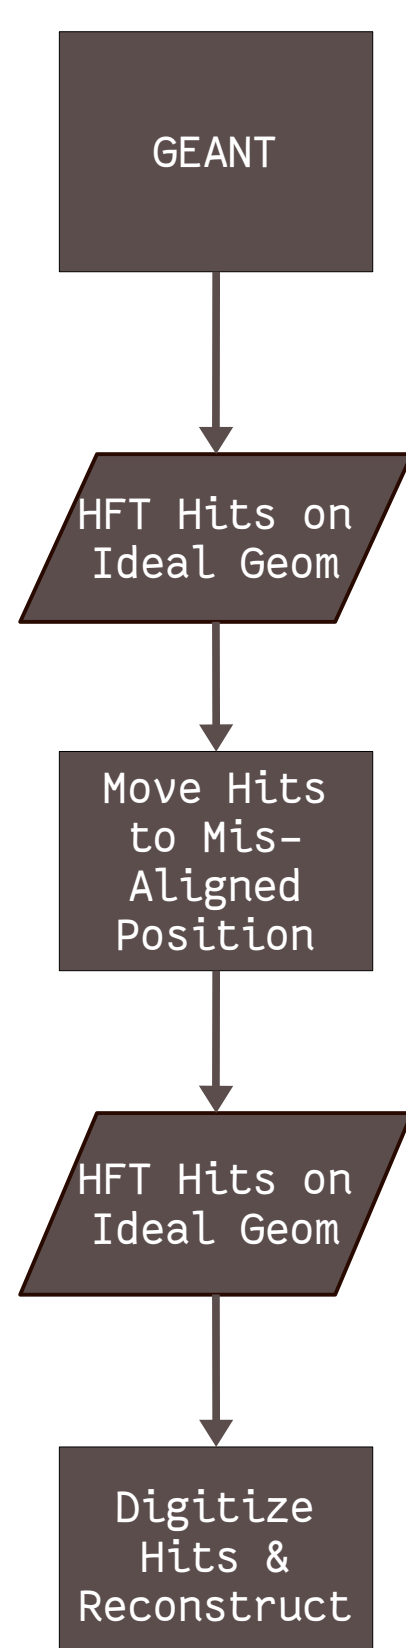 GEANT
HFT Hits on
Ideal Geom
Move Hits
to Mis-
Aligned
Position
HFT Hits on
Ideal Geom
Digitize
Hits &
Reconstruct